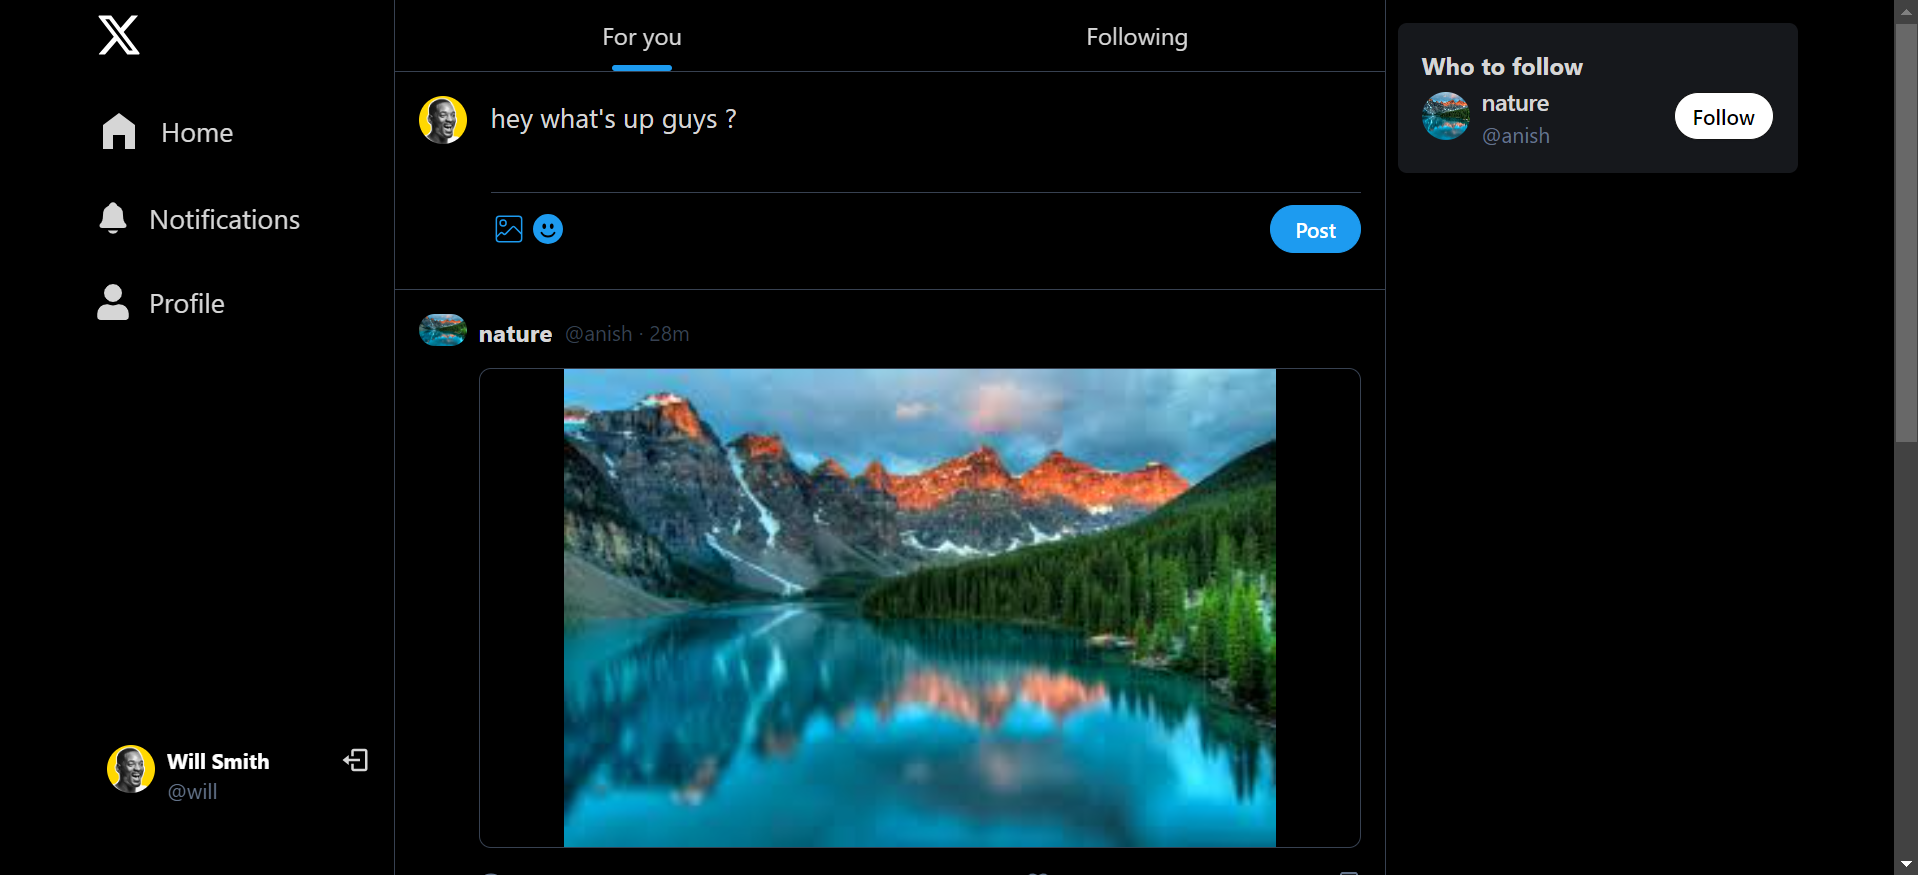 Home
Notifications
Profile
Will Smith
@will
For you
Following
hey what's up guys ?
Post
nature @anish · 28m
Who to follow
nature
@anish
Follow